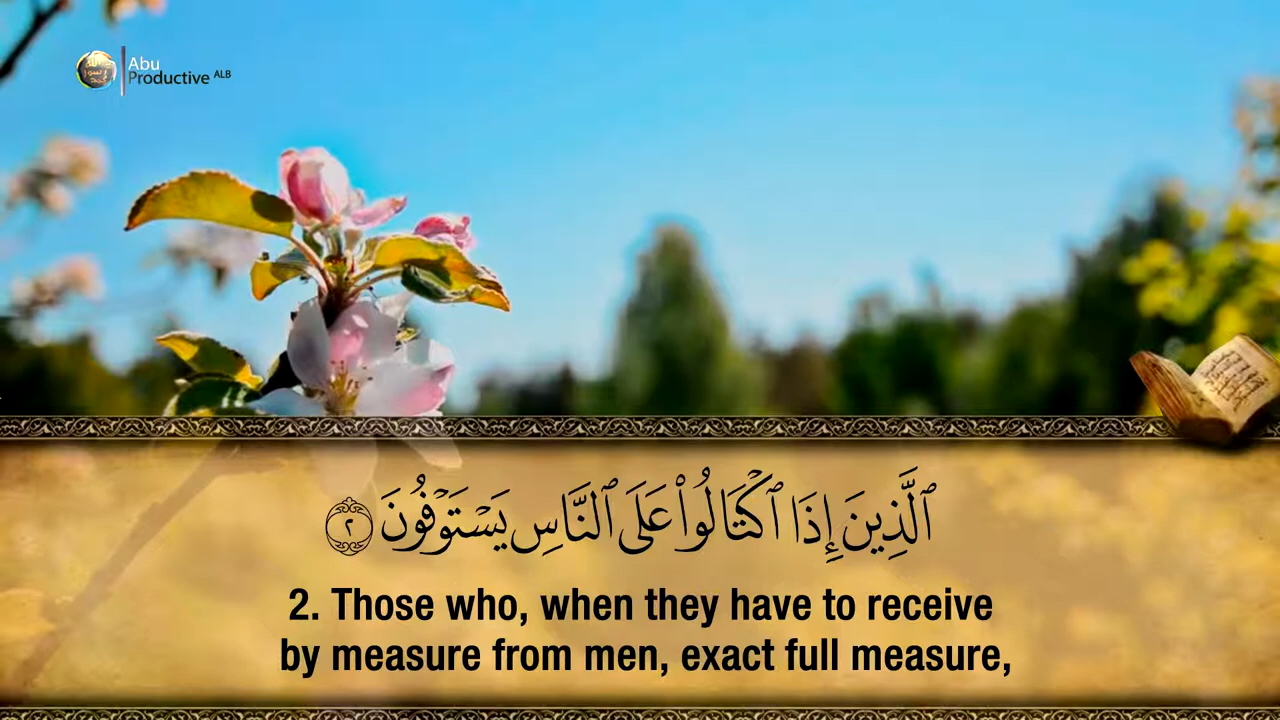 Abu
Productive ALB
ٱلَّذِينَ إِذَا ٱكْتَالُوا۟ عَلَى ٱلنَّاسِ يَسْتَوْفُونَ ٢
2. Those who, when they have to receive
by measure from men, exact full measure,